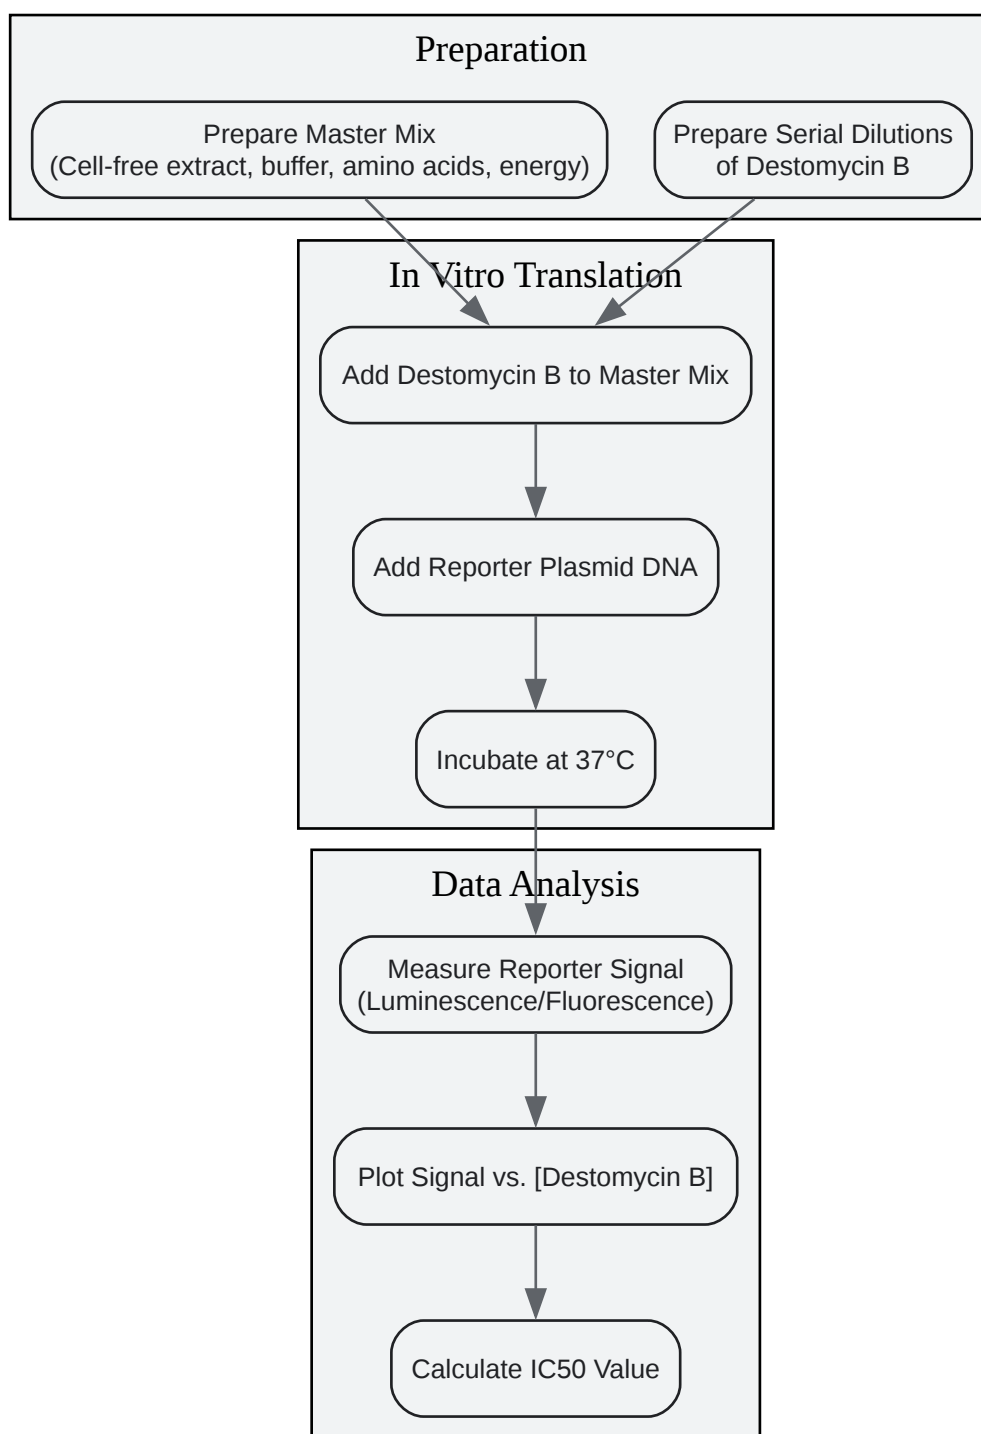 Preparation
Prepare Master Mix
(Cell-free extract, buffer, amino acids, energy)
Prepare Serial Dilutions
of Destomycin B
In Vitro Translation
Add Destomycin B to Master Mix
Add Reporter Plasmid DNA
Incubate at 37°C
Data Analysis
Measure Reporter Signal
(Luminescence/Fluorescence)
Plot Signal vs. [Destomycin B]
Calculate IC50 Value